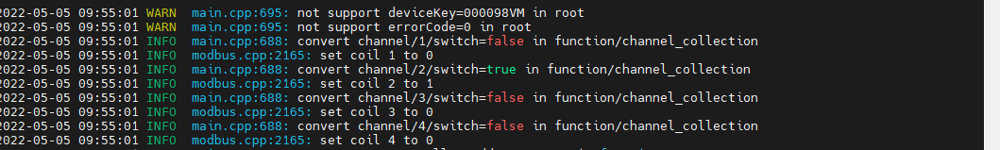 2022-05-05 09:55:01 WARN  main.cpp:695: not support deviceKey=000098VM in root
2022-05-05 09:55:01 WARN  main.cpp:695: not support errorCode=0 in root
2022-05-05 09:55:01 INFO  main.cpp:688: convert channel/1/switch=false in function/channel_collection
2022-05-05 09:55:01 INFO  modbus.cpp:2165: set coil 1 to 0
2022-05-05 09:55:01 INFO  main.cpp:688: convert channel/2/switch=true in function/channel_collection
2022-05-05 09:55:01 INFO  modbus.cpp:2165: set coil 2 to 1
2022-05-05 09:55:01 INFO  main.cpp:688: convert channel/3/switch=false in function/channel_collection
2022-05-05 09:55:01 INFO  modbus.cpp:2165: set coil 3 to 0
2022-05-05 09:55:01 INFO  main.cpp:688: convert channel/4/switch=false in function/channel_collection
2022-05-05 09:55:01 INFO  modbus.cpp:2165: set coil 4 to 0